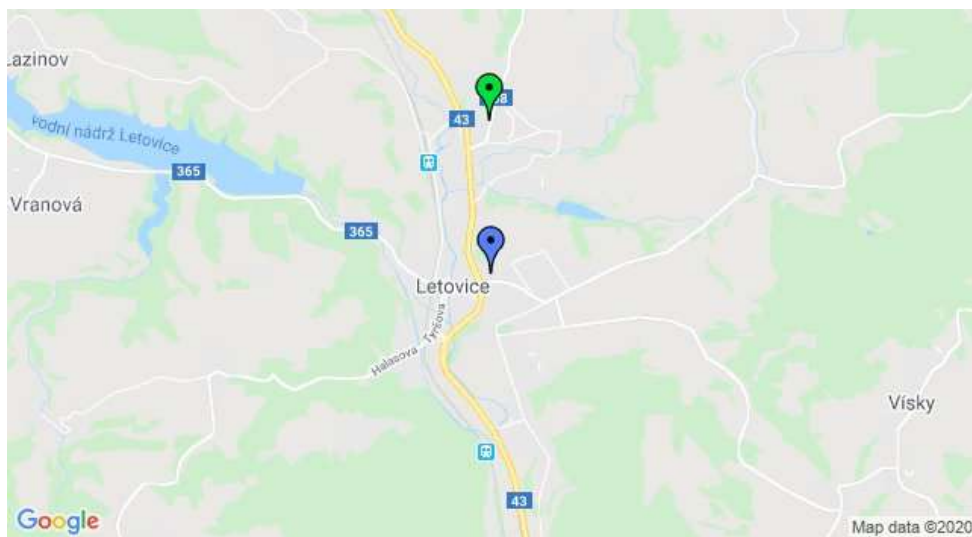 Lazinov
43
vodní nádrž Letovice
365
Vranová
365
Letovice
Tyršova
Halasova
Vísky
43
Google
Map data ©2020